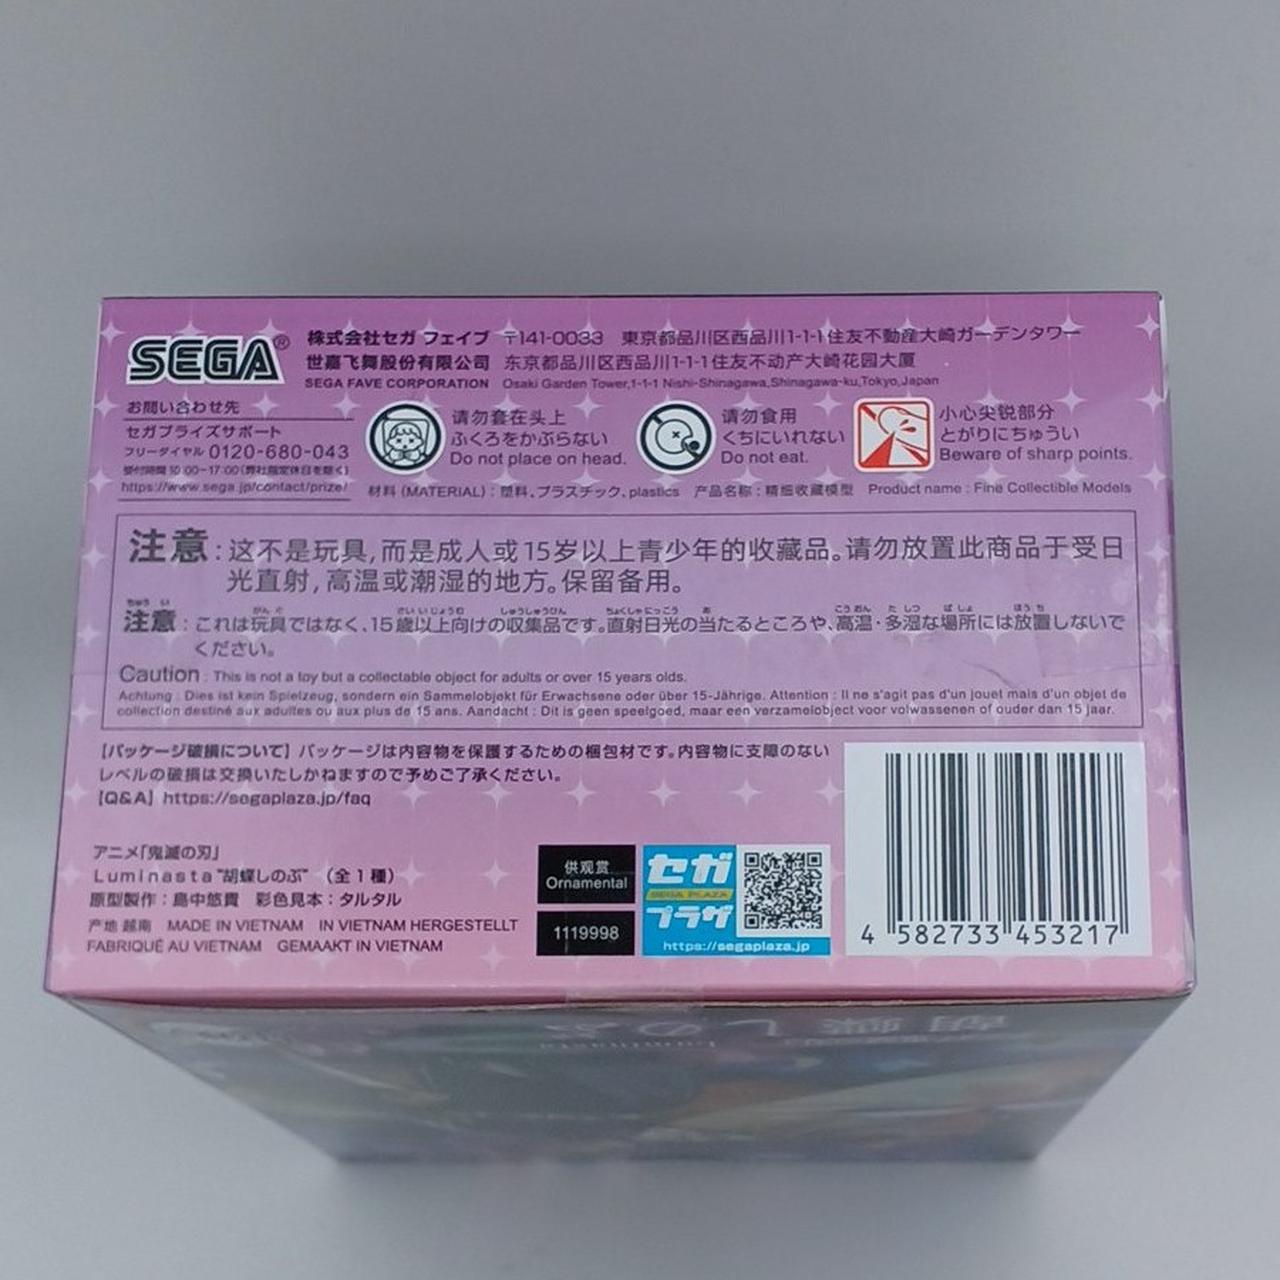 SEGA®
株式会社セガ フェイブ 〒141-0033 東京都品川区西品川1-1-1住友不動産大崎ガーデンタワー
世嘉飞舞股份有限公司 东京都品川区西品川1-1-1住友不动产大崎花园大厦
SEGA FAVE CORPORATION Osaki Garden Tower,1-1-1 Nishi-Shinagawa,Shinagawa-ku,Tokyo,Japan
お問い合わせ先
セガプライズサポート
フリーダイヤル 0120-680-043
受付時間 10:00-17:00(弊社指定休日を除く)
https://www.sega.jp/contact/prize/
请勿套在头上
ふくろをかぶらない
Do not place on head.
请勿食用
くちにいれない
Do not eat.
小心尖锐部分
とがりにちゅうい
Beware of sharp points.
材料 (MATERIAL) : 塑料、プラスチック、plastics 产品名称 : 精细收藏模型 Product name : Fine Collectible Models
注意 : 这不是玩具,而是成人或15岁以上青少年的收藏品。请勿放置此商品于受日
光直射,高温或潮湿的地方。保留备用。
注意 : これは玩具ではなく、15歳以上向けの収集品です。直射日光の当たるところや、高温・多湿な場所には放置しないで
ください。
Caution : This is not a toy but a collectable object for adults or over 15 years olds.
Achtung : Dies ist kein Spielzeug, sondern ein Sammelobjekt für Erwachsene oder über 15-Jährige. Attention : Il ne s'agit pas d'un jouet mais d'un objet de
collection destiné aux adultes ou aux plus de 15 ans. Aandacht : Dit is geen speelgoed, maar een verzamelobject voor volwassenen of ouder dan 15 jaar.
【パッケージ破損について】パッケージは内容物を保護するための梱包材です。内容物に支障のない
レベルの破損は交換いたしかねますので予めご了承ください。
【Q&A】https://segaplaza.jp/faq
アニメ「鬼滅の刃」
Luminasta“胡蝶しのぶ” (全1種)
原型製作:島中悠貴 彩色見本:タルタル
产地 越南 MADE IN VIETNAM IN VIETNAM HERGESTELLT
FABRIQUÉ AU VIETNAM GEMAAKT IN VIETNAM
供观赏
Ornamental
1119998
セガ
SEGA PLAZA
プラザ
https://segaplaza.jp
4 582733 453217